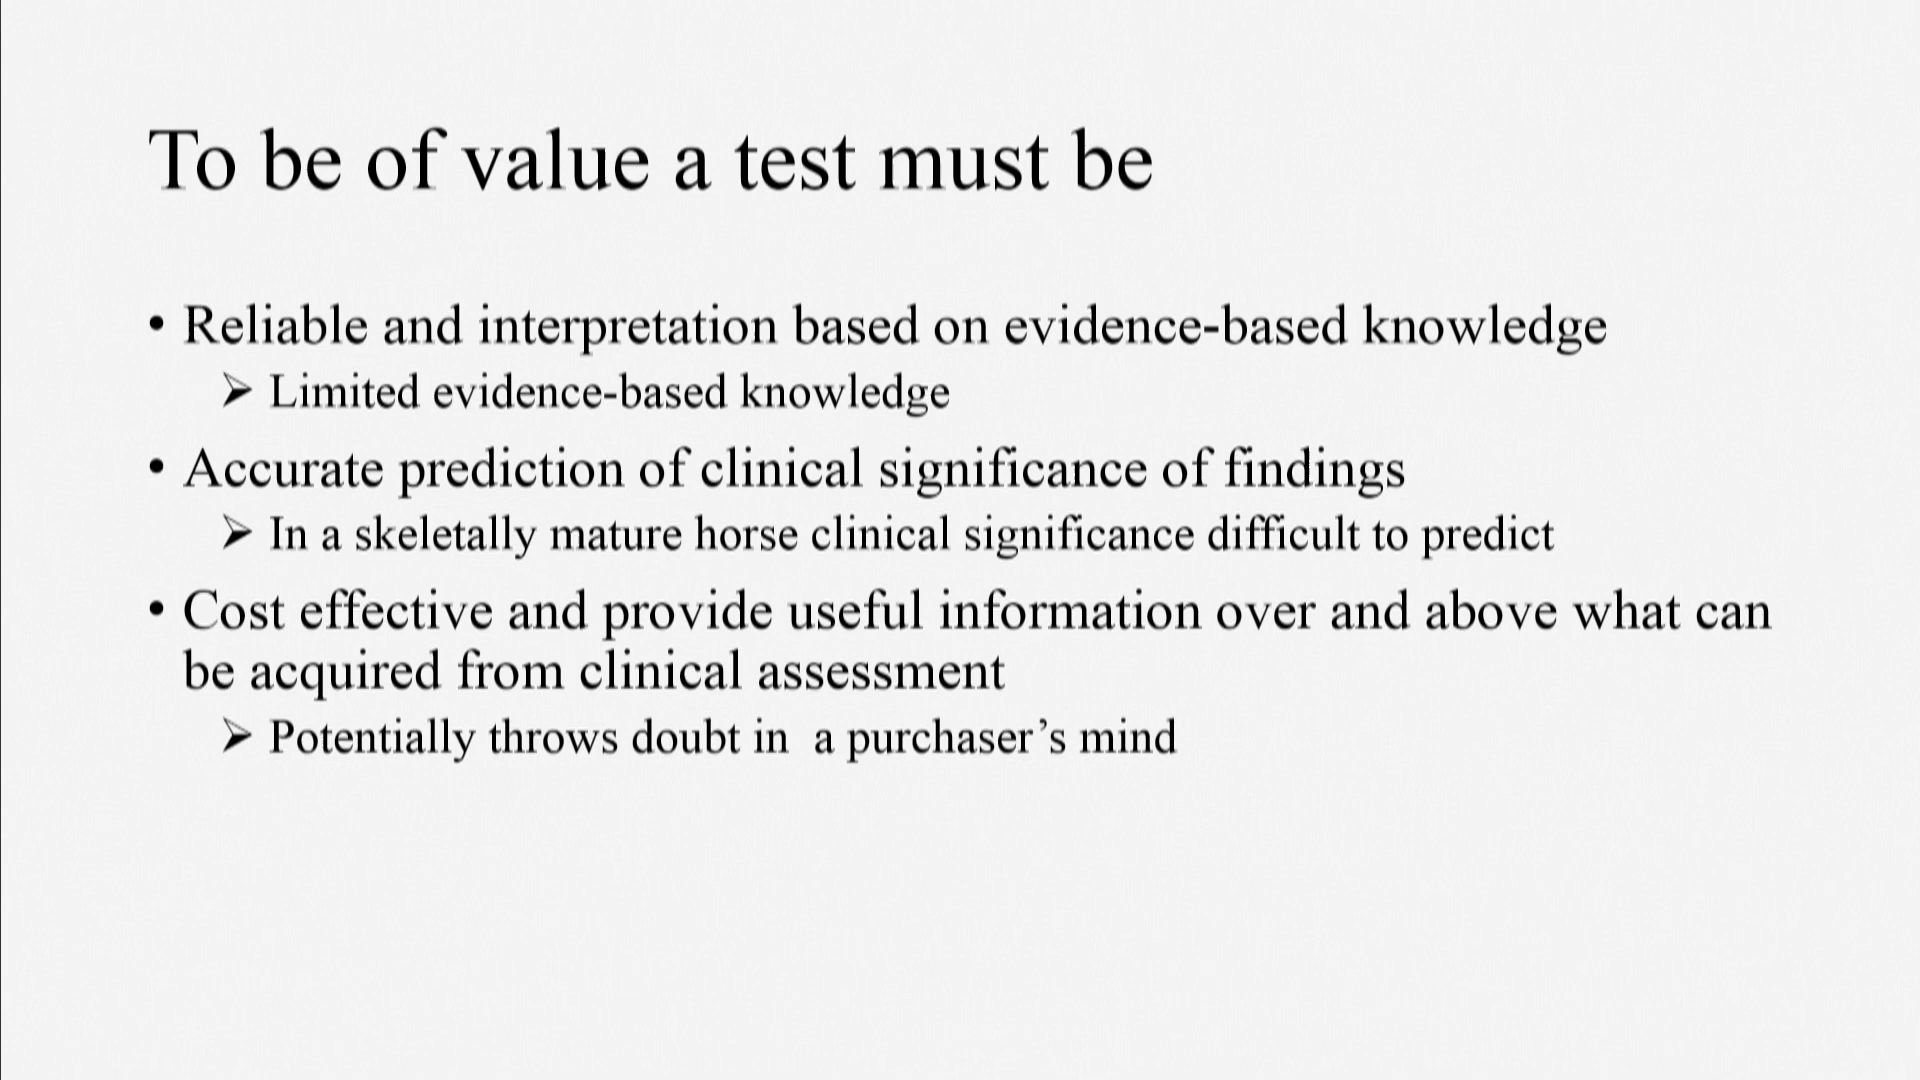 To be of value a test must be
• Reliable and interpretation based on evidence-based knowledge
➢ Limited evidence-based knowledge
• Accurate prediction of clinical significance of findings
➢ In a skeletally mature horse clinical significance difficult to predict
• Cost effective and provide useful information over and above what can
be acquired from clinical assessment
➢ Potentially throws doubt in  a purchaser’s mind